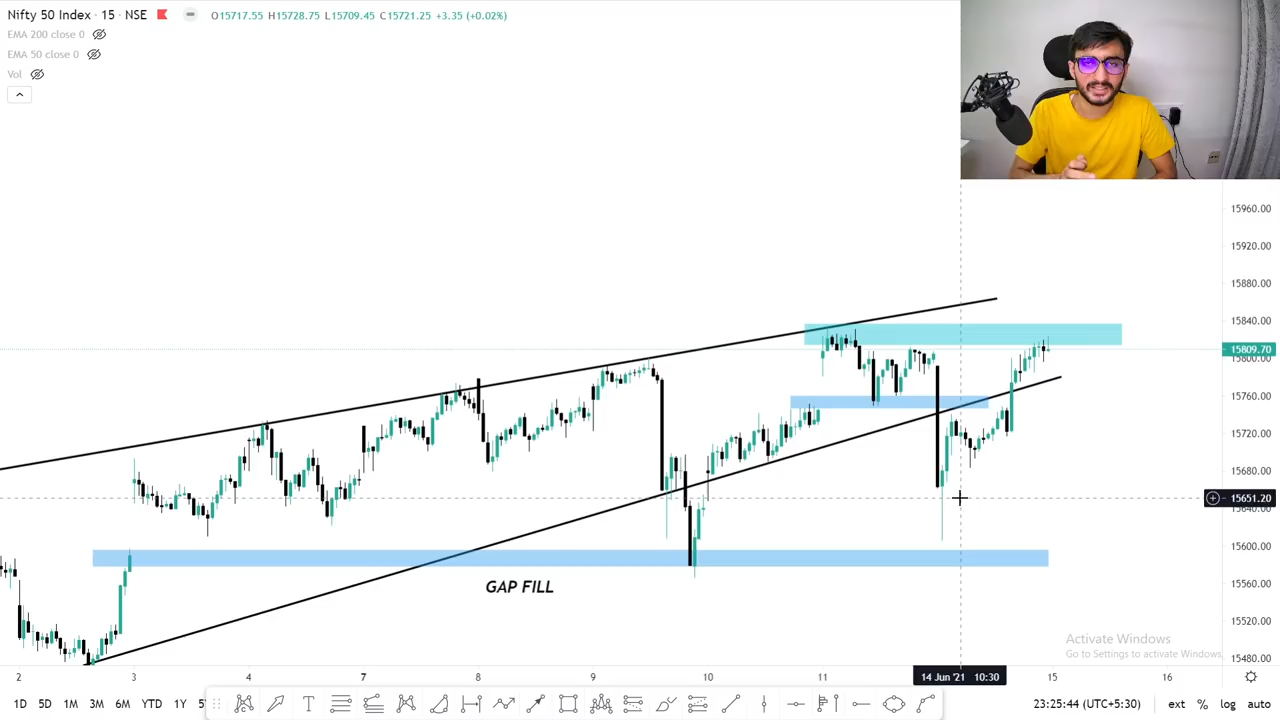 Nifty 50 Index · 15 · NSE O15717.55 H15728.75 L15709.45 C15721.25 +3.35 (+0.02%)
EMA 200 close 0
EMA 50 close 0
Vol
15960.00
15920.00
15880.00
15840.00
15809.70
15800.00
15760.00
15720.00
15680.00
15651.20
15640.00
15600.00
15560.00
15520.00
15480.00
GAP FILL
Activate Windows
Go to Settings to activate Windows.
2 3 4 7 8 9 10 11 14 Jun '21 10:30 15 16
1D 5D 1M 3M 6M YTD 1Y 23:25:44 (UTC+5:30) ext % log auto